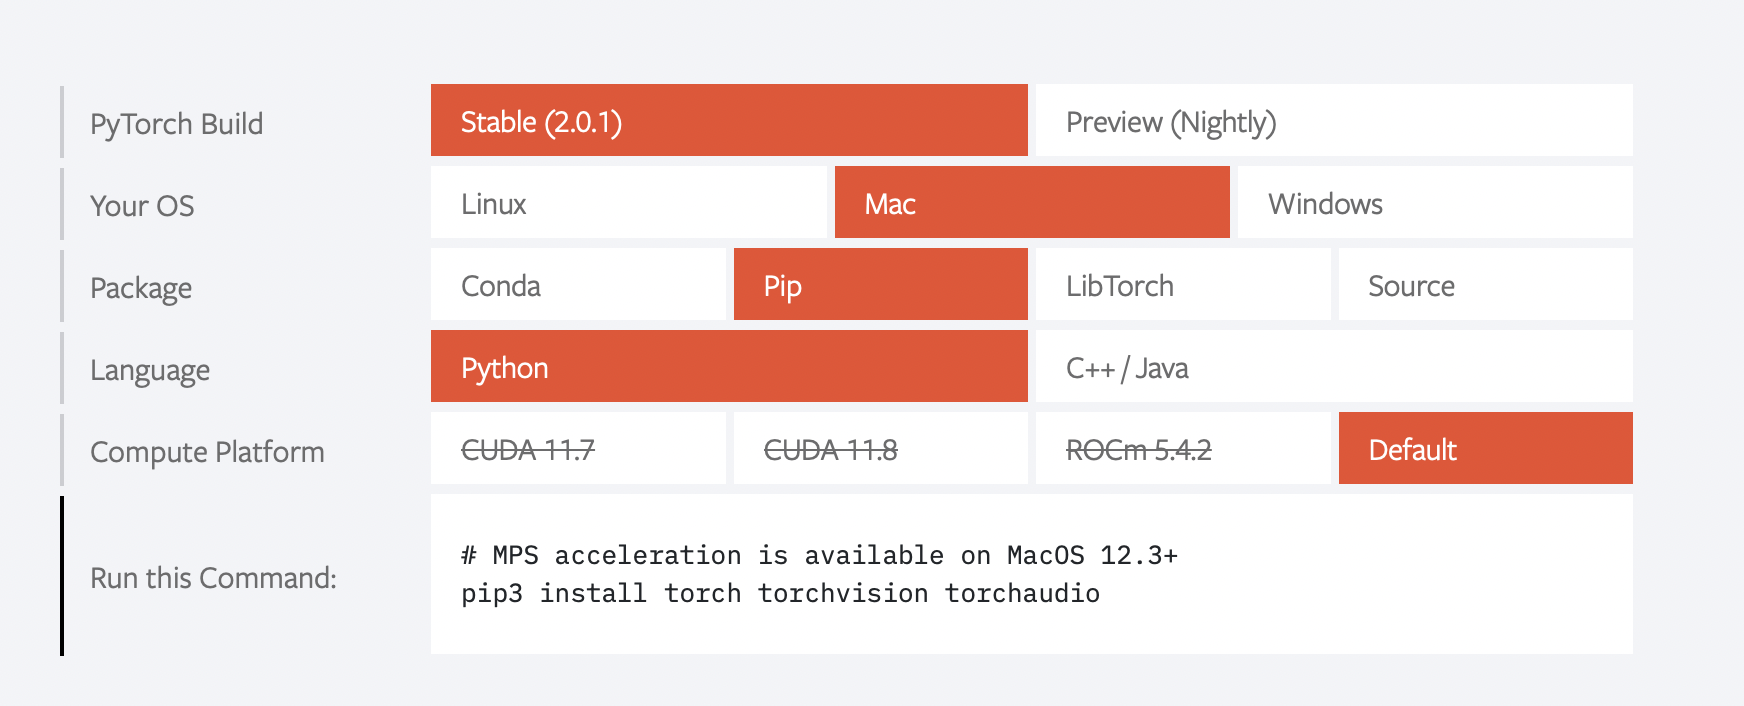 PyTorch Build
Stable (2.0.1)
Preview (Nightly)
Your OS
Linux
Mac
Windows
Package
Conda
Pip
LibTorch
Source
Language
Python
C++ / Java
Compute Platform
CUDA 11.7
CUDA 11.8
ROCm 5.4.2
Default
Run this Command:
# MPS acceleration is available on MacOS 12.3+
pip3 install torch torchvision torchaudio